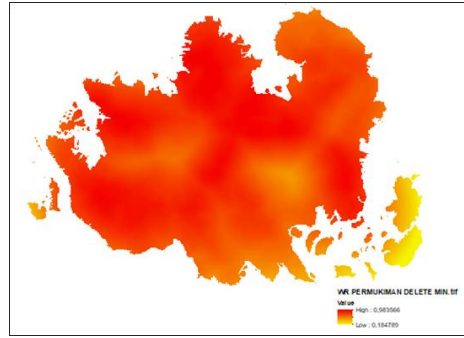 WR PERMUKIMAN DELETE MIN.tif
Value
High : 0,983566
Low : 0,184789